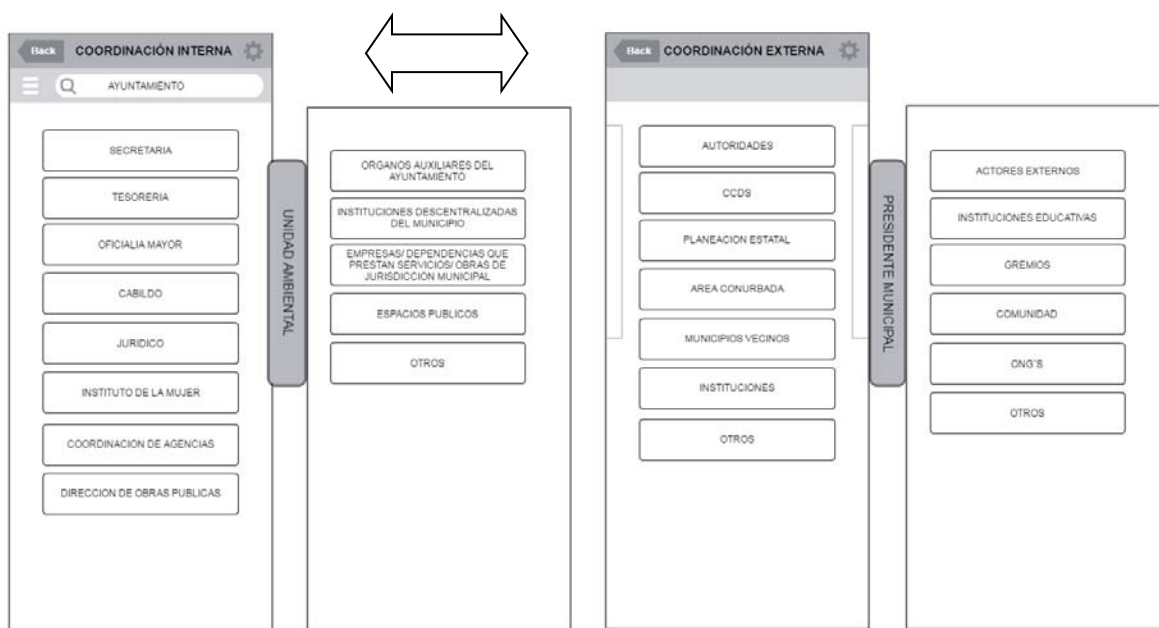 Back
COORDINACIÓN INTERNA
AYUNTAMIENTO
SECRETARIA
TESORERIA
OFICIALIA MAYOR
CABILDO
JURIDICO
INSTITUTO DE LA MUJER
COORDINACION DE AGENCIAS
DIRECCION DE OBRAS PUBLICAS
UNIDAD AMBIENTAL
ORGANOS AUXILIARES DEL
AYUNTAMIENTO
INSTITUCIONES DESCENTRALIZADAS
DEL MUNICIPIO
EMPRESAS/ DEPENDENCIAS QUE
PRESTAN SERVICIOS/ OBRAS DE
JURISDICCION MUNICIPAL
ESPACIOS PUBLICOS
OTROS
Back
COORDINACIÓN EXTERNA
AUTORIDADES
CCDS
PLANEACION ESTATAL
AREA CONURBADA
MUNICIPIOS VECINOS
INSTITUCIONES
OTROS
PRESIDENTE MUNICIPAL
ACTORES EXTERNOS
INSTITUCIONES EDUCATIVAS
GREMIOS
COMUNIDAD
ONG'S
OTROS